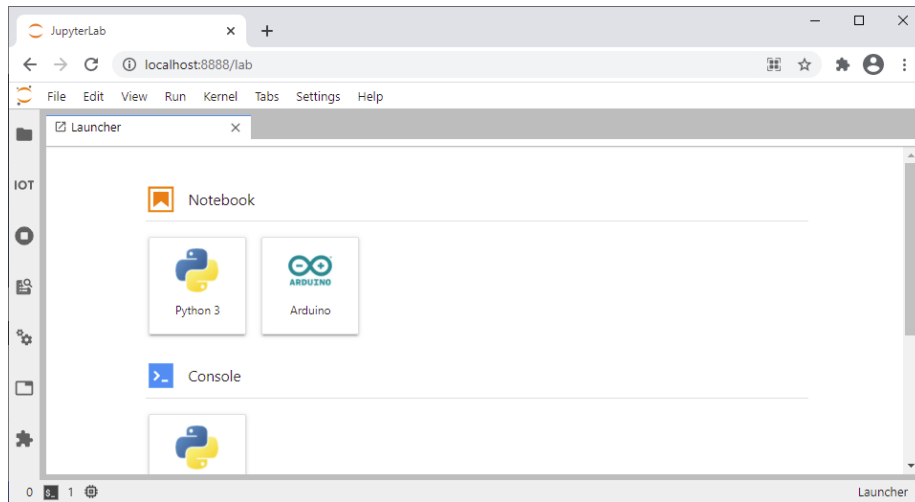 JupyterLab
localhost:8888/lab
File Edit View Run Kernel Tabs Settings Help
Launcher
IOT
Notebook
ARDUINO
Python 3 Arduino
Console
0 1 Launcher